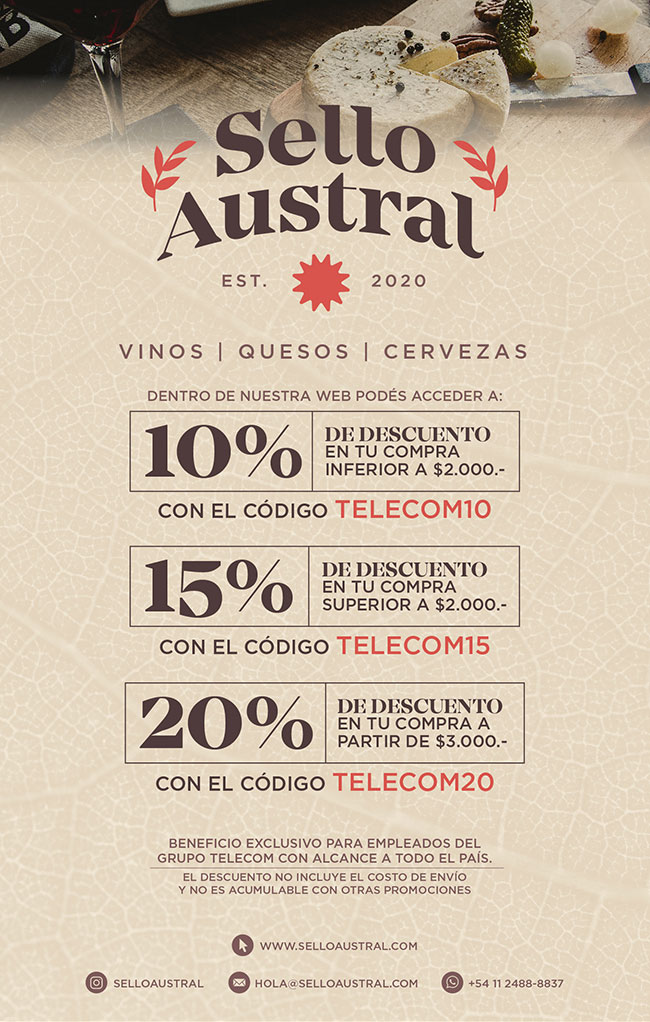 Sello
Austral
EST. 2020
VINOS | QUESOS | CERVEZAS
DENTRO DE NUESTRA WEB PODÉS ACCEDER A:
10%
DE DESCUENTO
EN TU COMPRA
INFERIOR A $2.000.-
CON EL CÓDIGO TELECOM10
15%
DE DESCUENTO
EN TU COMPRA
SUPERIOR A $2.000.-
CON EL CÓDIGO TELECOM15
20%
DE DESCUENTO
EN TU COMPRA A
PARTIR DE $3.000.-
CON EL CÓDIGO TELECOM20
BENEFICIO EXCLUSIVO PARA EMPLEADOS DEL
GRUPO TELECOM CON ALCANCE A TODO EL PAÍS.
EL DESCUENTO NO INCLUYE EL COSTO DE ENVÍO
Y NO ES ACUMULABLE CON OTRAS PROMOCIONES
WWW.SELLOAUSTRAL.COM
SELLOAUSTRAL
HOLA@SELLOAUSTRAL.COM
+54 11 2488-8837